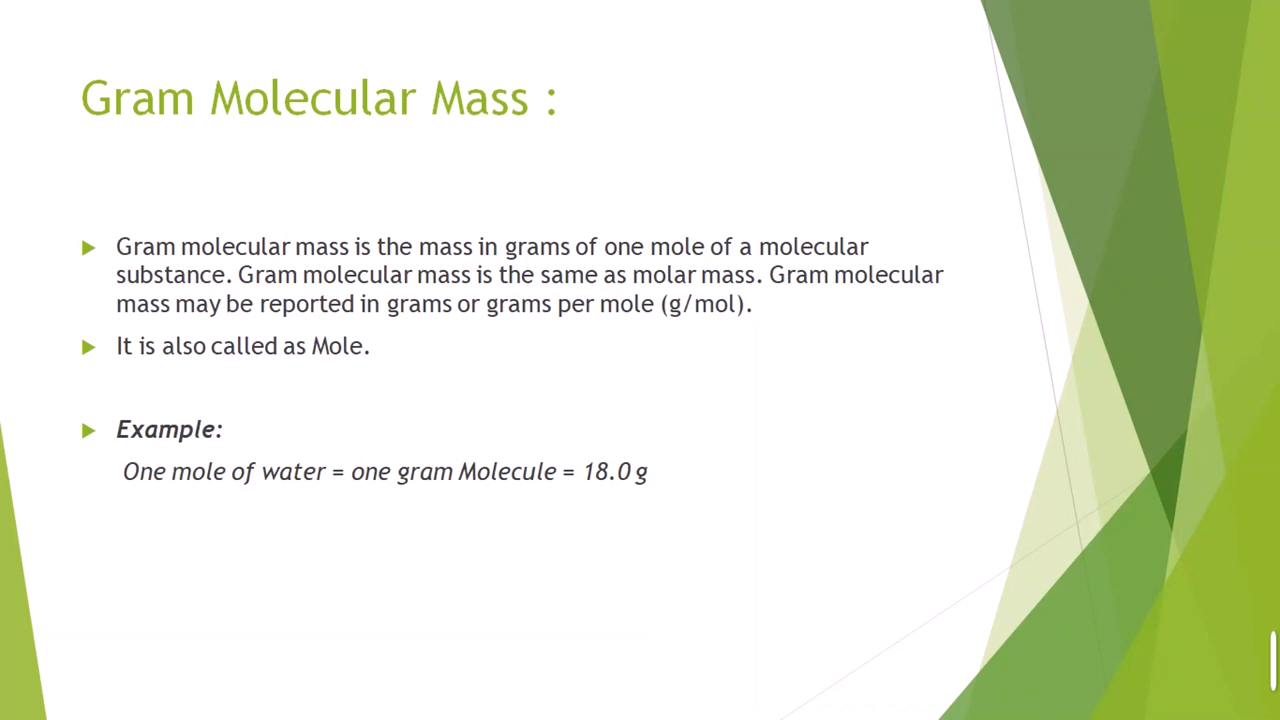 Gram Molecular Mass :
Gram molecular mass is the mass in grams of one mole of a molecular
substance. Gram molecular mass is the same as molar mass. Gram molecular
mass may be reported in grams or grams per mole (g/mol).
It is also called as Mole.
Example:
One mole of water = one gram Molecule = 18.0 g